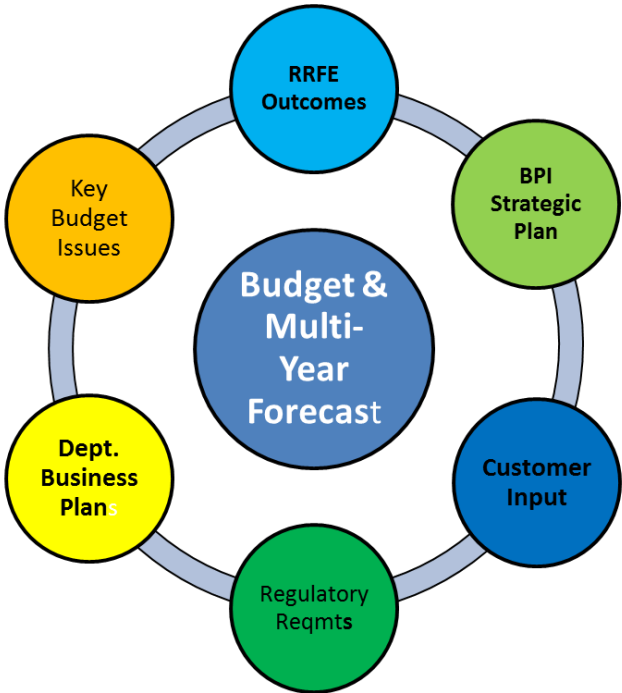 RRFE
Outcomes
BPI
Strategic
Plan
Customer
Input
Regulatory
Reqmts
Dept.
Business
Plans
Key
Budget
Issues
Budget &
Multi-
Year
Forecast